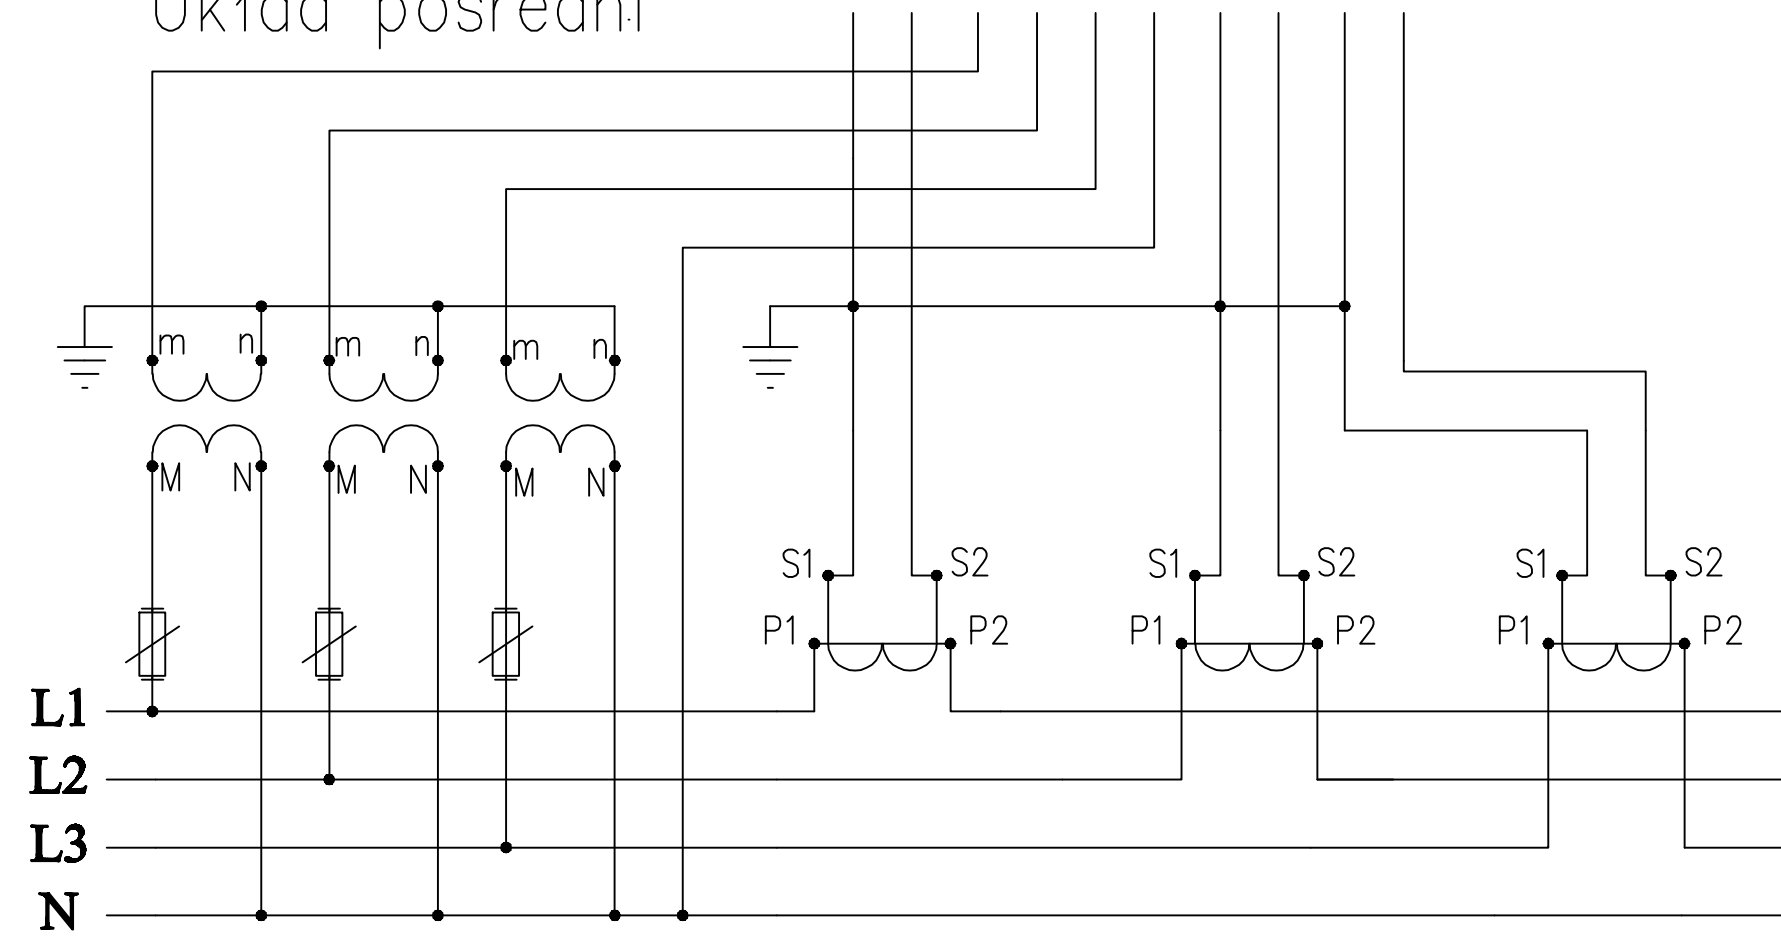 Układ pośredni
m n m n m n
M N M N M N
S1 S2 S1 S2 S1 S2
P1 P2 P1 P2 P1 P2
L1
L2
L3
N